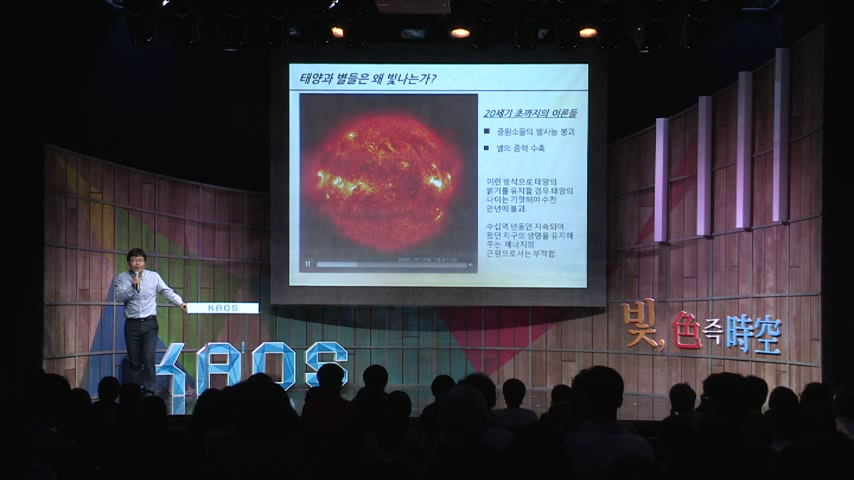 태양과 별들은 왜 빛나는가?
20세기 초까지의 이론들
중원소들의 방사능 붕괴
별의 중력 수축
이런 방식으로 태양의
밝기를 유지할 경우 태양의
나이는 기껏해야 수천
만년에 불과.
수십억 년동안 지속되어
왔던 지구의 생명을 유지해
주는 에너지의
근원으로서는 부적합.
KAOS
KAOS
빛, 色즉時空